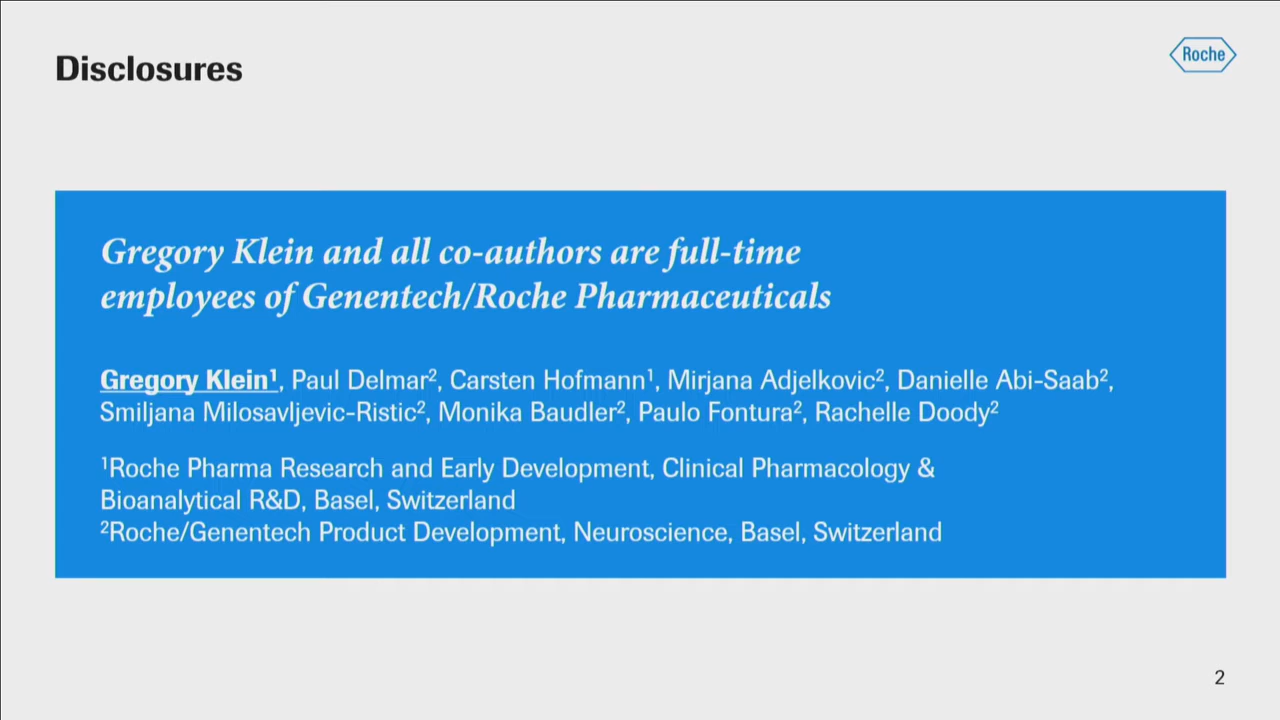 Disclosures
Roche
Gregory Klein and all co-authors are full-time
employees of Genentech/Roche Pharmaceuticals
Gregory Klein¹, Paul Delmar², Carsten Hofmann¹, Mirjana Adjelkovic², Danielle Abi-Saab²,
Smiljana Milosavljevic-Ristic², Monika Baudler², Paulo Fontura², Rachelle Doody²
¹Roche Pharma Research and Early Development, Clinical Pharmacology &
Bioanalytical R&D, Basel, Switzerland
²Roche/Genentech Product Development, Neuroscience, Basel, Switzerland
2